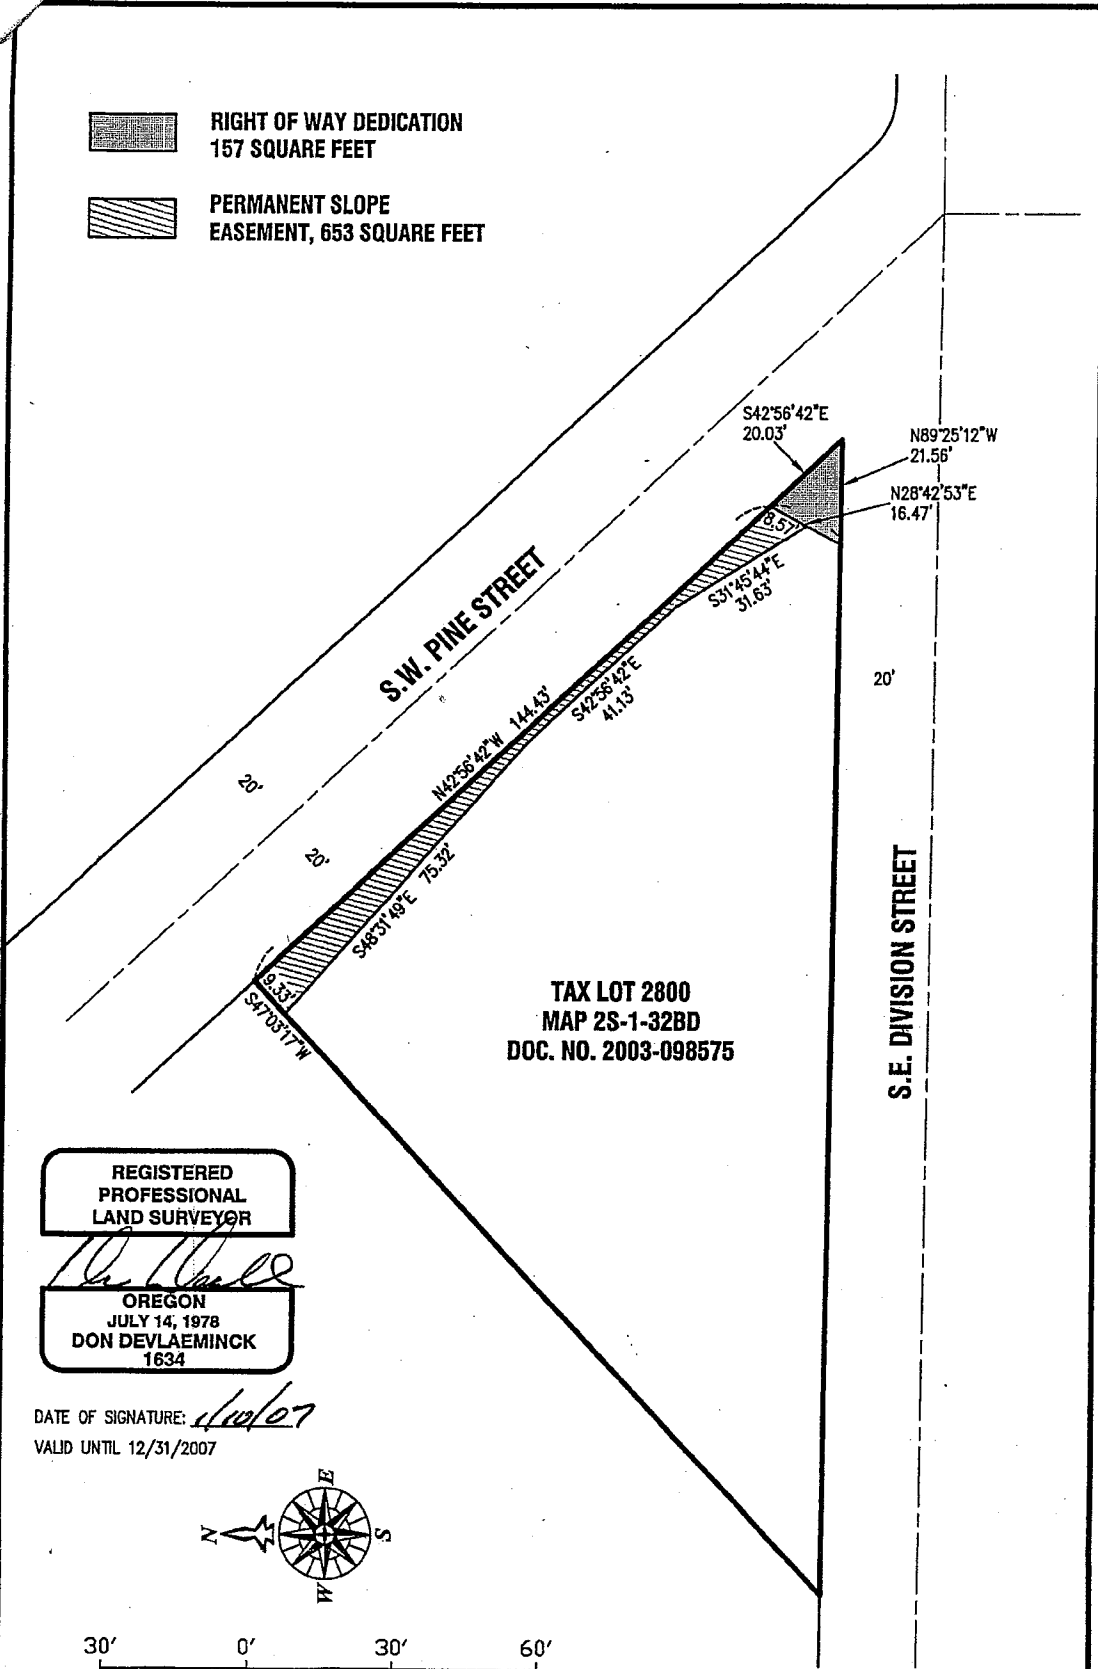 RIGHT OF WAY DEDICATION
157 SQUARE FEET
PERMANENT SLOPE
EASEMENT, 653 SQUARE FEET
S42°56'42"E
20.03'
N89°25'12"W
21.56'
N28°42'53"E
16.47'
8.57'
S31°45'44"E
31.63'
S.W. PINE STREET
S42°56'42"E
41.13'
20'
N42°56'42"W 144.43'
20'
20'
S48°31'49"E 75.32'
9.33'
S47°03'17"W
S.E. DIVISION STREET
TAX LOT 2800
MAP 2S-1-32BD
DOC. NO. 2003-098575
REGISTERED
PROFESSIONAL
LAND SURVEYOR
OREGON
JULY 14, 1978
DON DEVLAEMINCK
1634
DATE OF SIGNATURE: 1/10/07
VALID UNTIL 12/31/2007
E
N
S
W
30' 0' 30' 60'